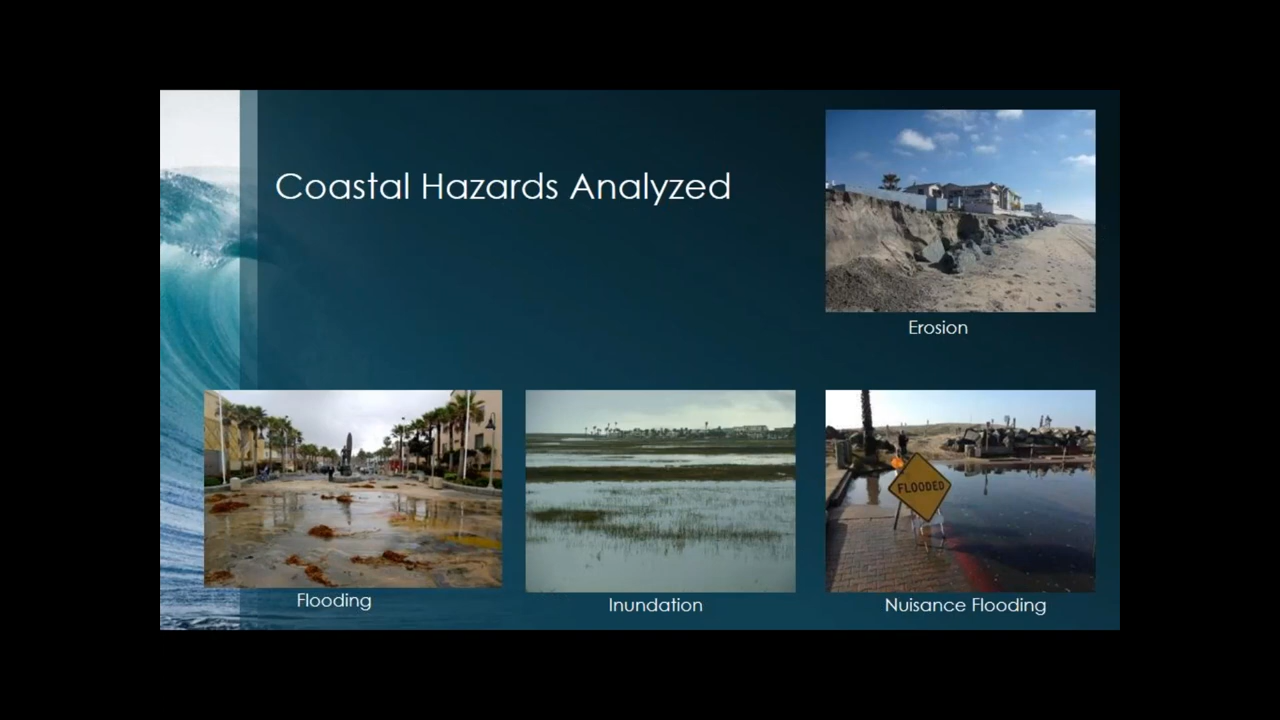 Coastal Hazards Analyzed
Erosion
FLOODED
Flooding
Inundation
Nuisance Flooding